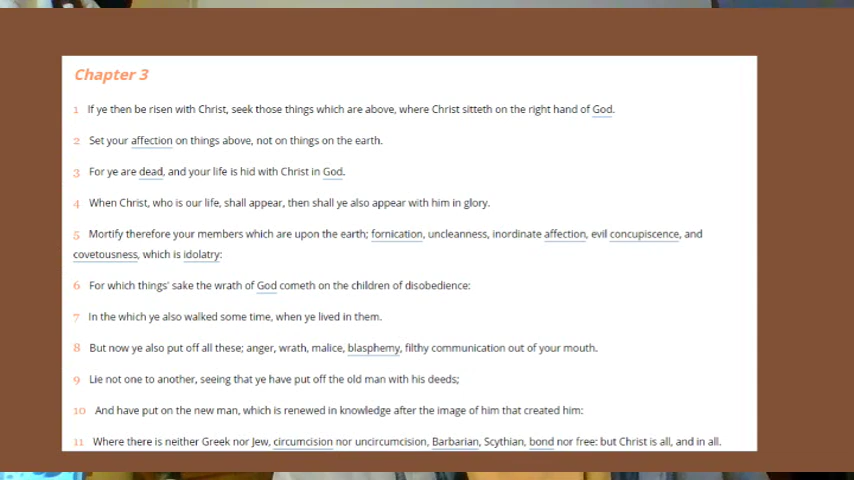 Chapter 3
1 If ye then be risen with Christ, seek those things which are above, where Christ sitteth on the right hand of God.
2 Set your affection on things above, not on things on the earth.
3 For ye are dead, and your life is hid with Christ in God.
4 When Christ, who is our life, shall appear, then shall ye also appear with him in glory.
5 Mortify therefore your members which are upon the earth; fornication, uncleanness, inordinate affection, evil concupiscence, and
covetousness, which is idolatry:
6 For which things' sake the wrath of God cometh on the children of disobedience:
7 In the which ye also walked some time, when ye lived in them.
8 But now ye also put off all these; anger, wrath, malice, blasphemy, filthy communication out of your mouth.
9 Lie not one to another, seeing that ye have put off the old man with his deeds;
10 And have put on the new man, which is renewed in knowledge after the image of him that created him:
11 Where there is neither Greek nor Jew, circumcision nor uncircumcision, Barbarian, Scythian, bond nor free: but Christ is all, and in all.